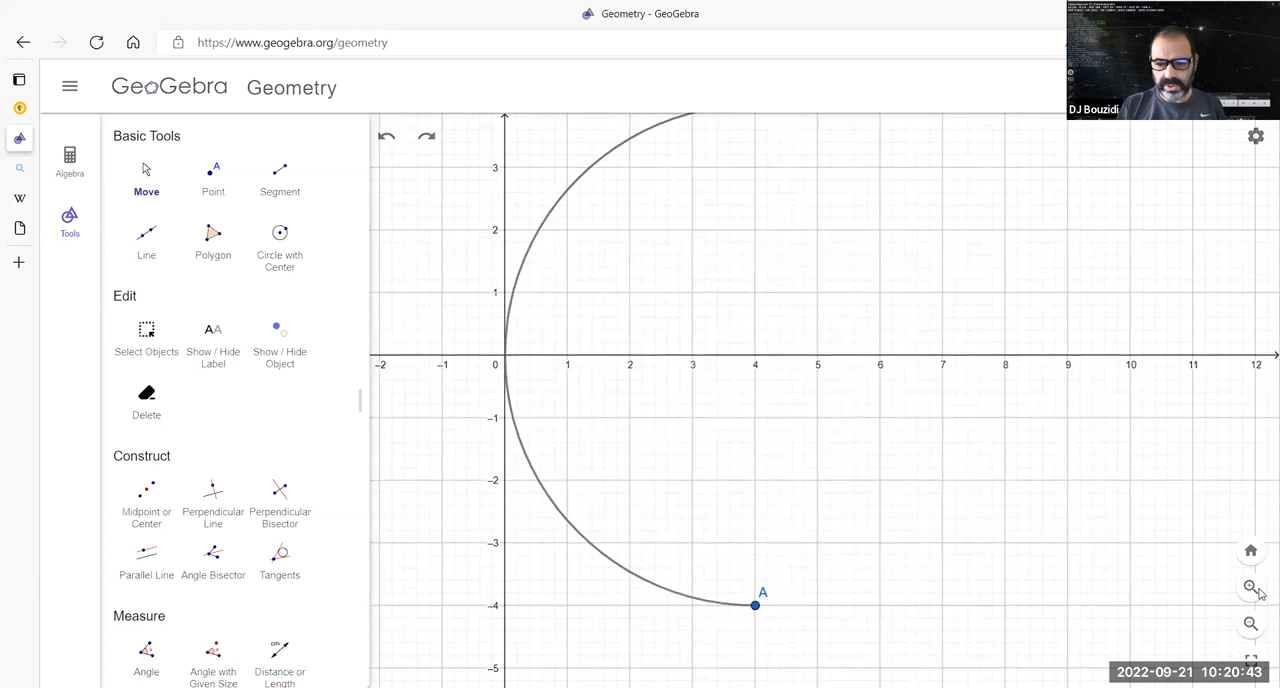 Geometry - GeoGebra
https://www.geogebra.org/geometry
GeoGebra Geometry
DJ Bouzidi
Algebra
Tools
Basic Tools
Move
A
Point
Segment
Line
Polygon
Circle with
Center
Edit
Select Objects
AA
Show / Hide
Label
Show / Hide
Object
Delete
Construct
Midpoint or
Center
Perpendicular
Line
Perpendicular
Bisector
Parallel Line
Angle Bisector
Tangents
Measure
Angle
Angle with
Given Size
cm
Distance or
Length
W
3
2
1
–2 –1 0 1 2 3 4 5 6 7 8 9 10 11 12
–1
–2
–3
–4
–5
A
2022-09-21 10:20:43